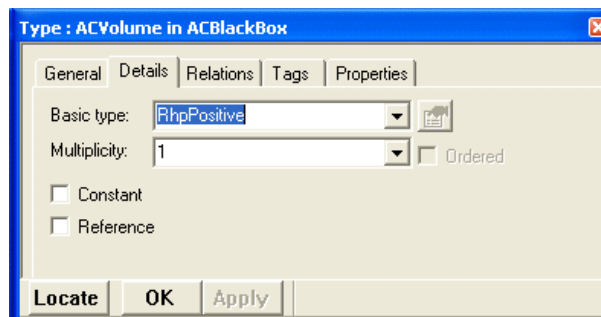 Type : ACVolume in ACBlackBox
General Details Relations Tags Properties
Basic type: RhpPositive
Multiplicity: 1 Ordered
Constant
Reference
Locate OK Apply